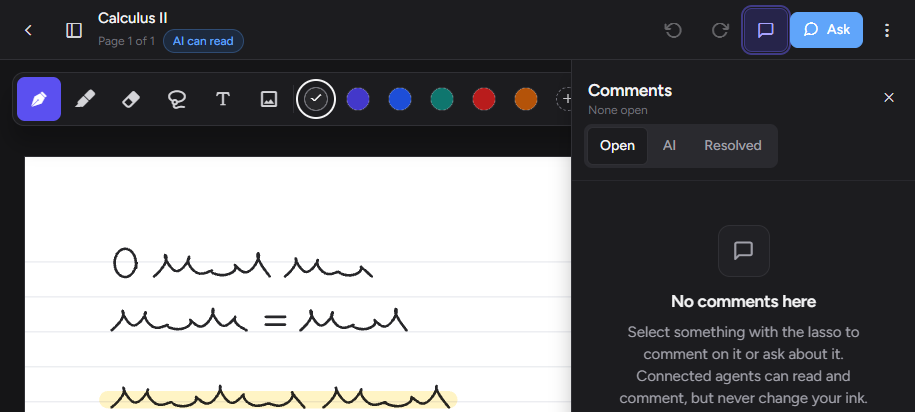 Calculus II
Page 1 of 1 AI can read
Ask
T
Comments
None open
Open AI Resolved
No comments here
Select something with the lasso to
comment on it or ask about it.
Connected agents can read and
comment, but never change your ink.